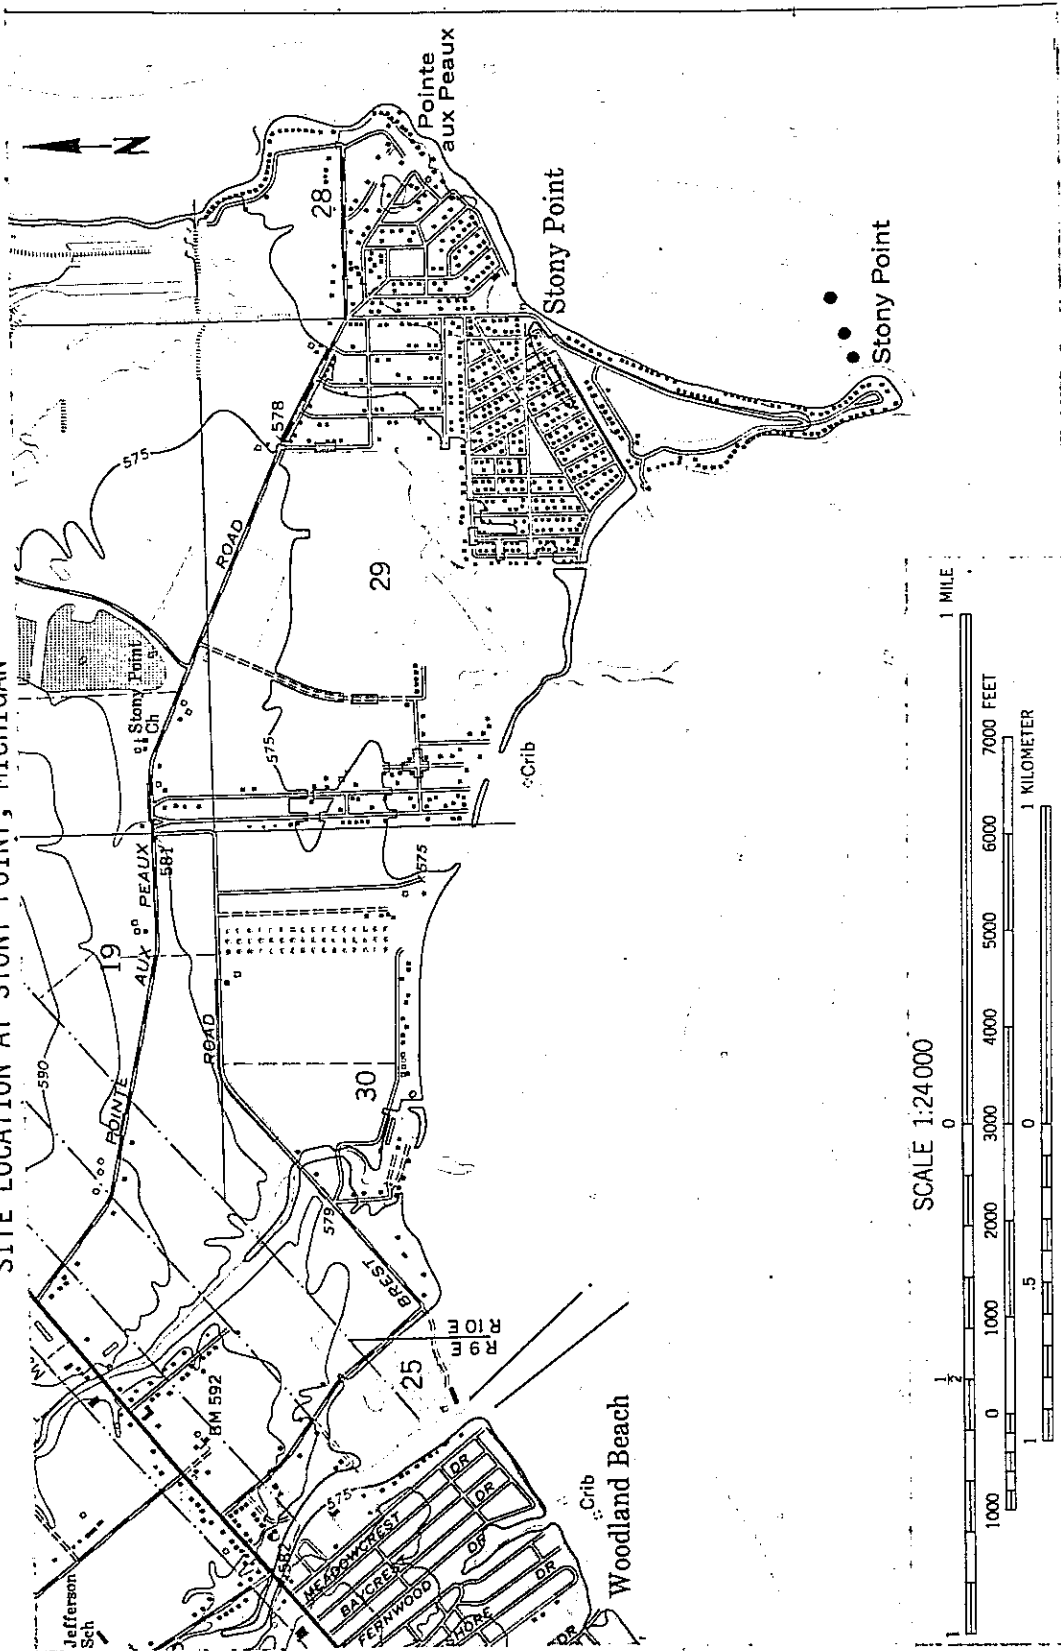 SITE LOCATION AT STONY POINT, MICHIGAN
N
Pointe
aux Peaux
28
Stony Point
Stony Point
578
575
ROAD
29
575
Stony Point
Ch
Crib
575
AUX PEAUX
581
19
590
POINTE
ROAD
30
579
BREST
R 9 E
R 10 E
25
BM 592
582
575
MEADOWCREST
DR
BAYCREST
DR
FERNWOOD
DR
SHORE
DR
DR
Crib
Woodland Beach
Jefferson
Sch
SCALE 1:24 000
1 1/2 0 1 MILE
1000 0 1000 2000 3000 4000 5000 6000 7000 FEET
1 .5 0 1 KILOMETER